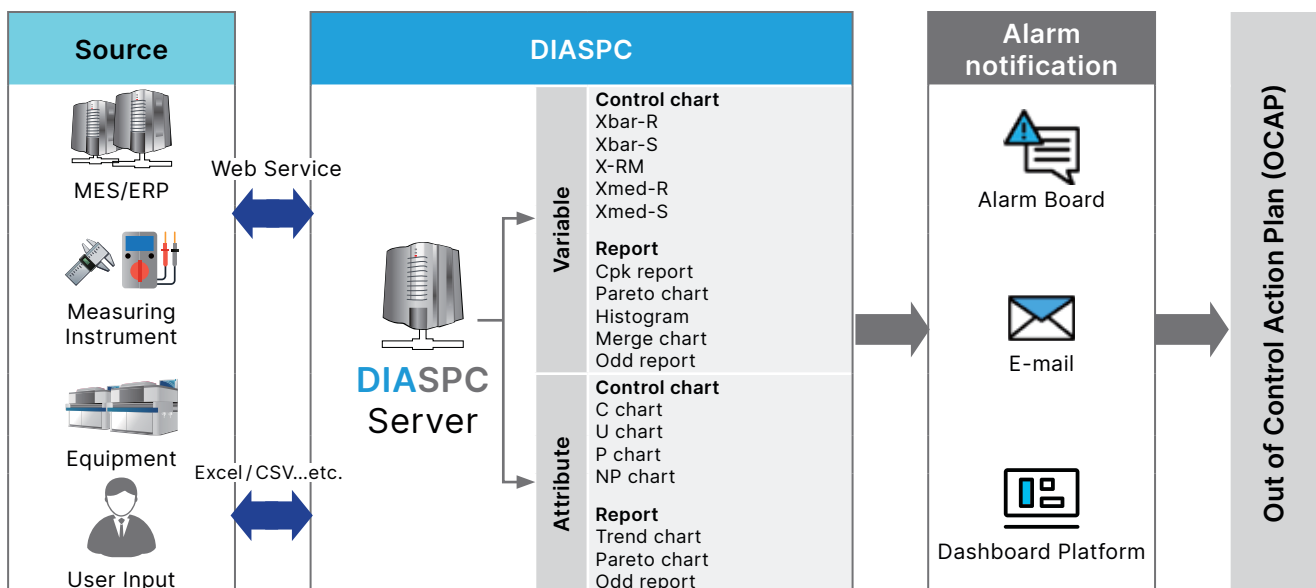 Source
MES/ERP
Measuring
Instrument
Equipment
User Input
Web Service
Excel/CSV...etc.
DIASPC
DIASPC
Server
Variable
Control chart
Xbar-R
Xbar-S
X-RM
Xmed-R
Xmed-S
Report
Cpk report
Pareto chart
Histogram
Merge chart
Odd report
Attribute
Control chart
C chart
U chart
P chart
NP chart
Report
Trend chart
Pareto chart
Odd report
Alarm
notification
Alarm Board
E-mail
Dashboard Platform
Out of Control Action Plan (OCAP)